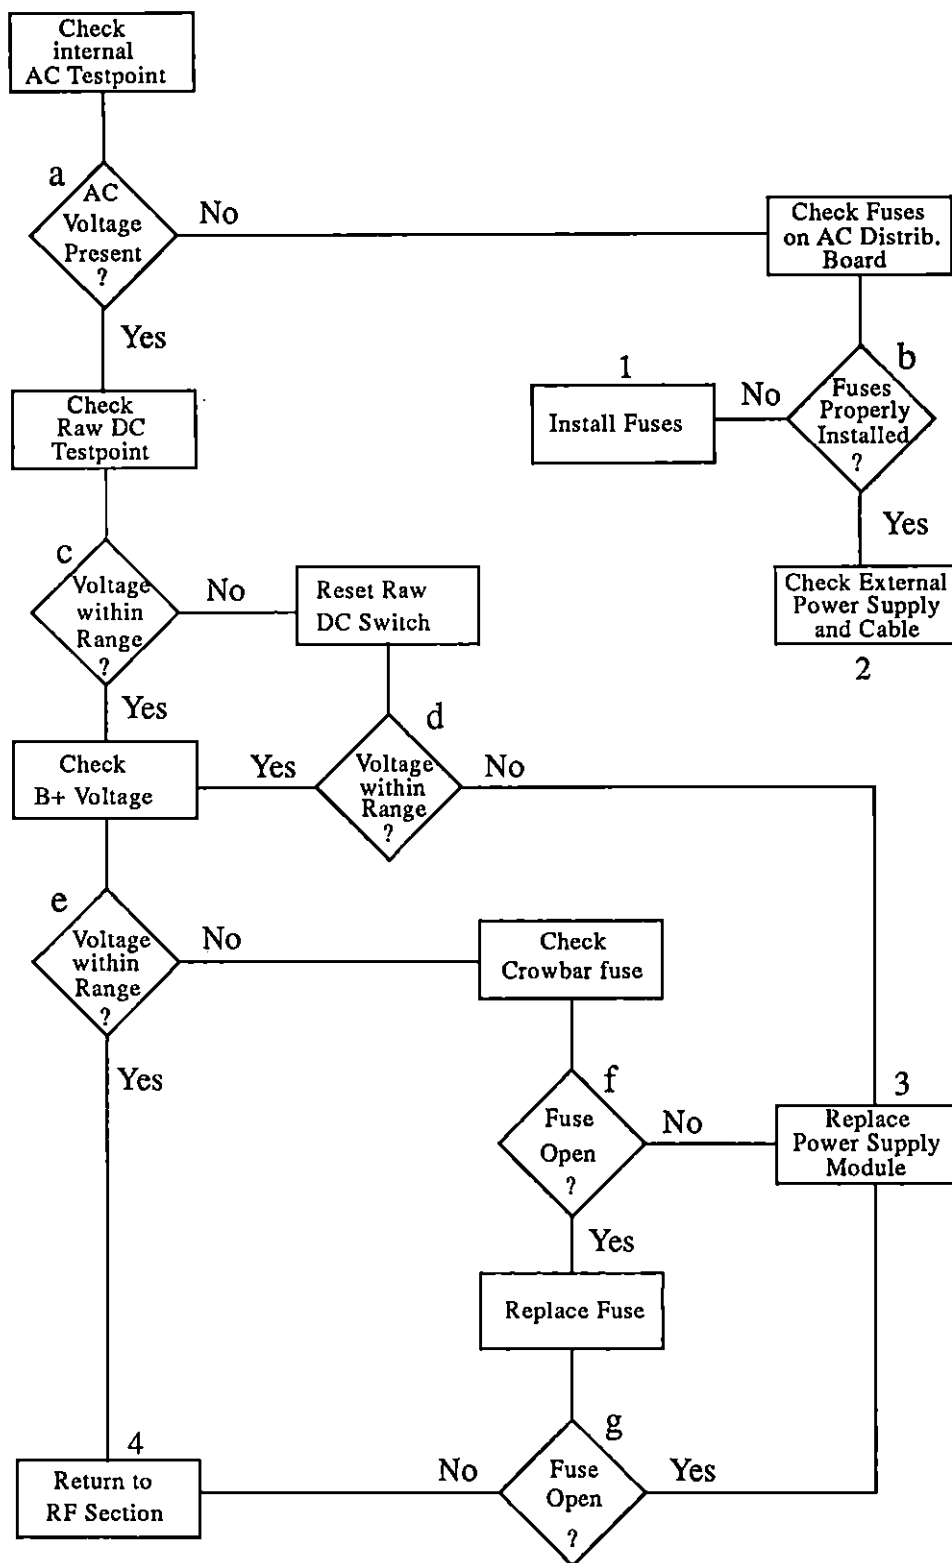 Check
internal
AC Testpoint
a
AC
Voltage
Present
?
No
Check Fuses
on AC Distrib.
Board
Yes
b
Fuses
Properly
Installed
?
No
1
Install Fuses
Yes
Check External
Power Supply
and Cable
2
Check
Raw DC
Testpoint
c
Voltage
within
Range
?
No
Reset Raw
DC Switch
Yes
d
Voltage
within
Range
?
Yes
No
Check
B+ Voltage
e
Voltage
within
Range
?
No
Check
Crowbar fuse
Yes
f
Fuse
Open
?
No
3
Replace
Power Supply
Module
Yes
Replace Fuse
g
Fuse
Open
?
No
Yes
4
Return to
RF Section